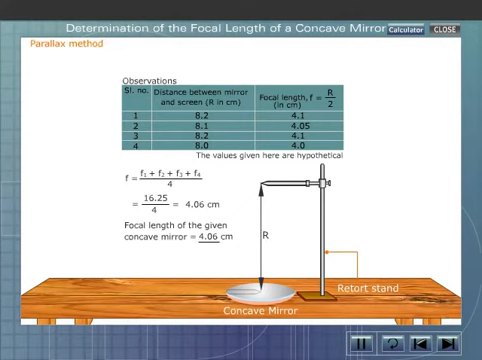 Determination of the Focal Length of a Concave Mirror
Calculator
CLOSE
Parallax method
Observations
Sl. no. Distance between mirror and screen (R in cm) Focal length, f = R/2 (in cm)
1 8.2 4.1
2 8.1 4.05
3 8.2 4.1
4 8.0 4.0
The values given here are hypothetical
f = f₁ + f₂ + f₃ + f₄ / 4
= 16.25 / 4 = 4.06 cm
Focal length of the given
concave mirror = 4.06 cm
R
Retort stand
Concave Mirror